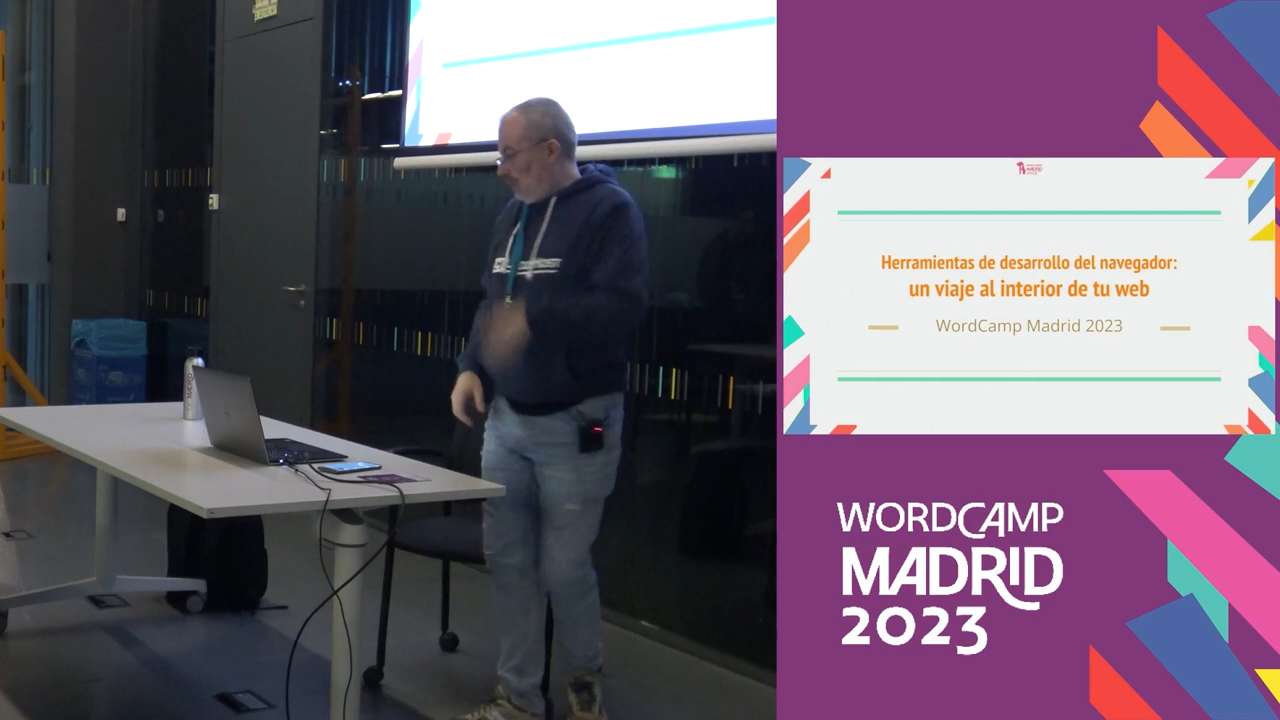 Herramientas de desarrollo del navegador:
un viaje al interior de tu web
WordCamp Madrid 2023
WORDCAMP
MADRID
2023